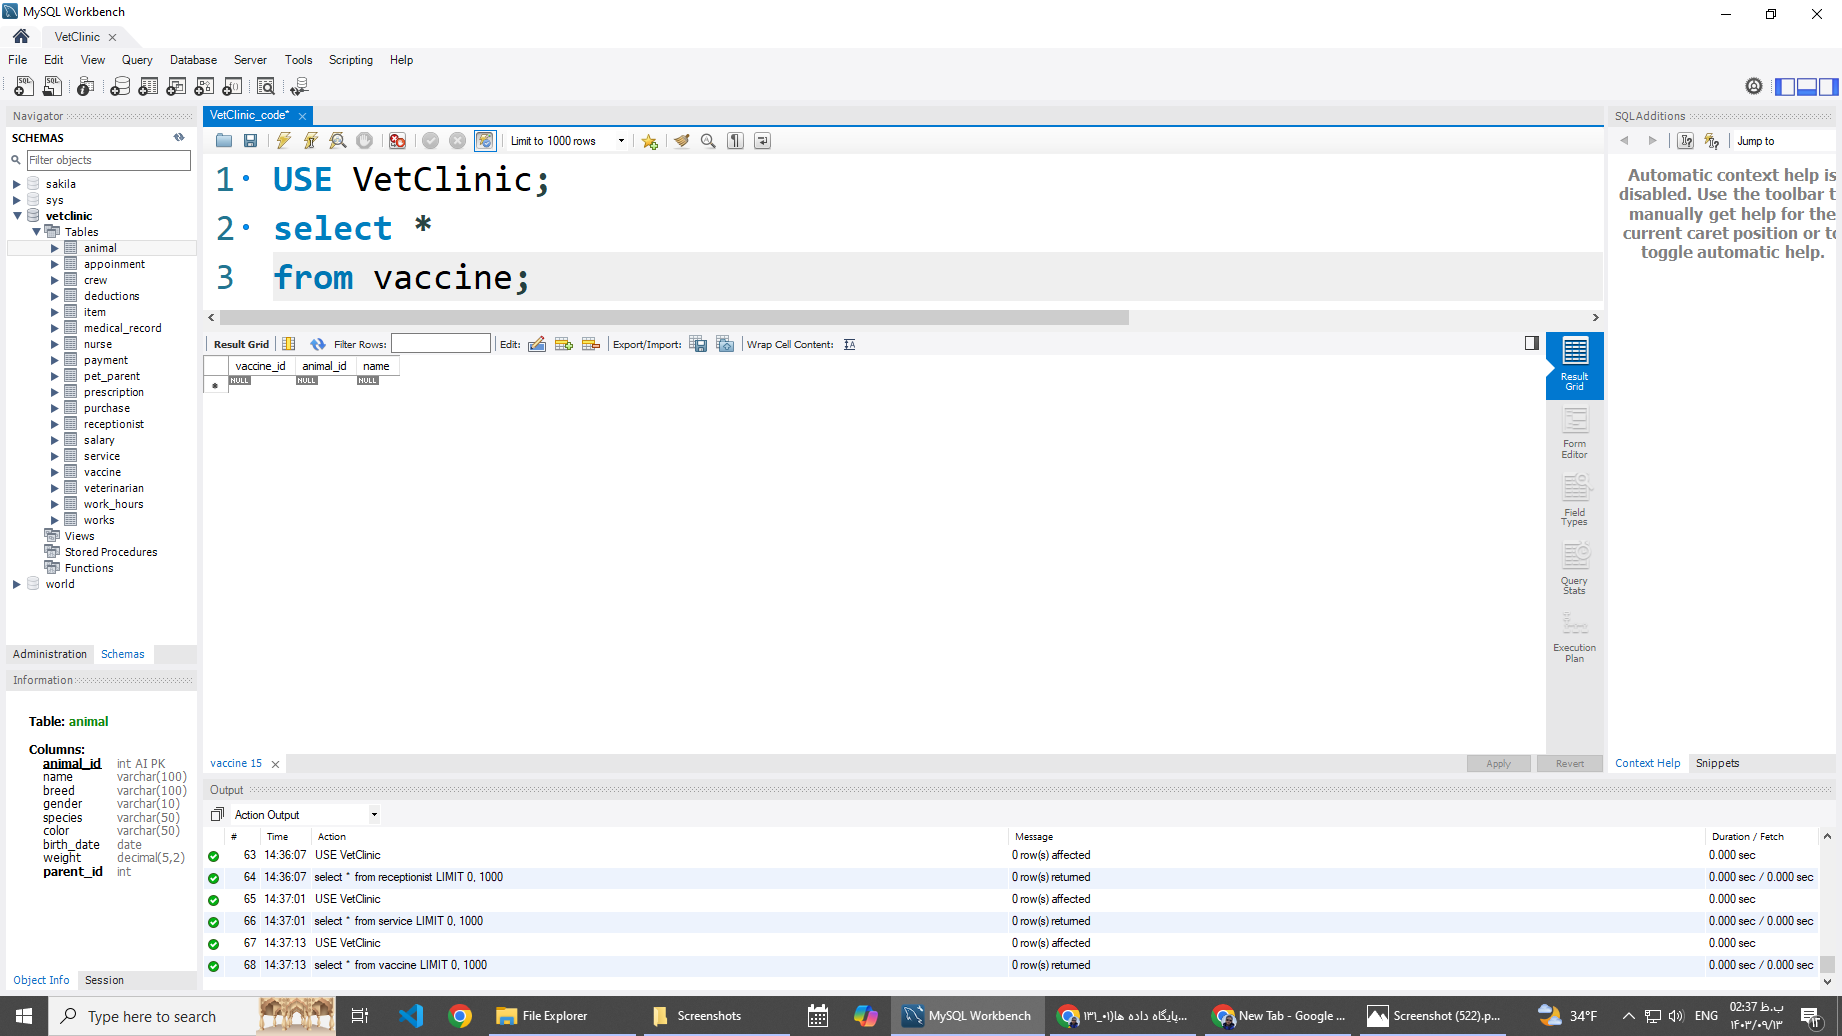 MySQL Workbench
VetClinic
File Edit View Query Database Server Tools Scripting Help
Navigator
SCHEMAS
Filter objects
sakila
sys
vetclinic
Tables
animal
appoinment
crew
deductions
item
medical_record
nurse
payment
pet_parent
prescription
purchase
receptionist
salary
service
vaccine
veterinarian
work_hours
works
Views
Stored Procedures
Functions
world
Administration Schemas
Information
Table: animal
Columns:
animal_id int AI PK
name varchar(100)
breed varchar(100)
gender varchar(10)
species varchar(50)
color varchar(50)
birth_date date
weight decimal(5,2)
parent_id int
Object Info Session
VetClinic_code*
Limit to 1000 rows
1 USE VetClinic;
2 select *
3 from vaccine;
Result Grid Filter Rows: Edit: Export/Import: Wrap Cell Content:
vaccine_id animal_id name
NULL NULL NULL
Result
Grid
Form
Editor
Field
Types
Query
Stats
Execution
Plan
vaccine 15
Apply Revert
SQLAdditions
Jump to
Automatic context help is
disabled. Use the toolbar t
manually get help for the
current caret position or to
toggle automatic help.
Context Help Snippets
Output
Action Output
# Time Action Message Duration / Fetch
63 14:36:07 USE VetClinic 0 row(s) affected 0.000 sec
64 14:36:07 select * from receptionist LIMIT 0, 1000 0 row(s) returned 0.000 sec / 0.000 sec
65 14:37:01 USE VetClinic 0 row(s) affected 0.000 sec
66 14:37:01 select * from service LIMIT 0, 1000 0 row(s) returned 0.000 sec / 0.000 sec
67 14:37:13 USE VetClinic 0 row(s) affected 0.000 sec
68 14:37:13 select * from vaccine LIMIT 0, 1000 0 row(s) returned 0.000 sec / 0.000 sec
Type here to search
File Explorer
Screenshots
MySQL Workbench
پایگاه داده ها(۰۱_۱۳۱...
New Tab - Google ...
Screenshot (522).p...
34°F
ENG
02:37 ب.ظ
۱۴۰۳/۰۹/۱۳